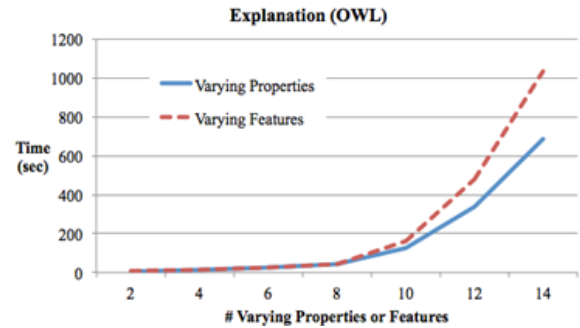 Explanation (OWL)
1200
1000
800
600
400
200
0
Time
(sec)
Varying Properties
Varying Features
2 4 6 8 10 12 14
# Varying Properties or Features